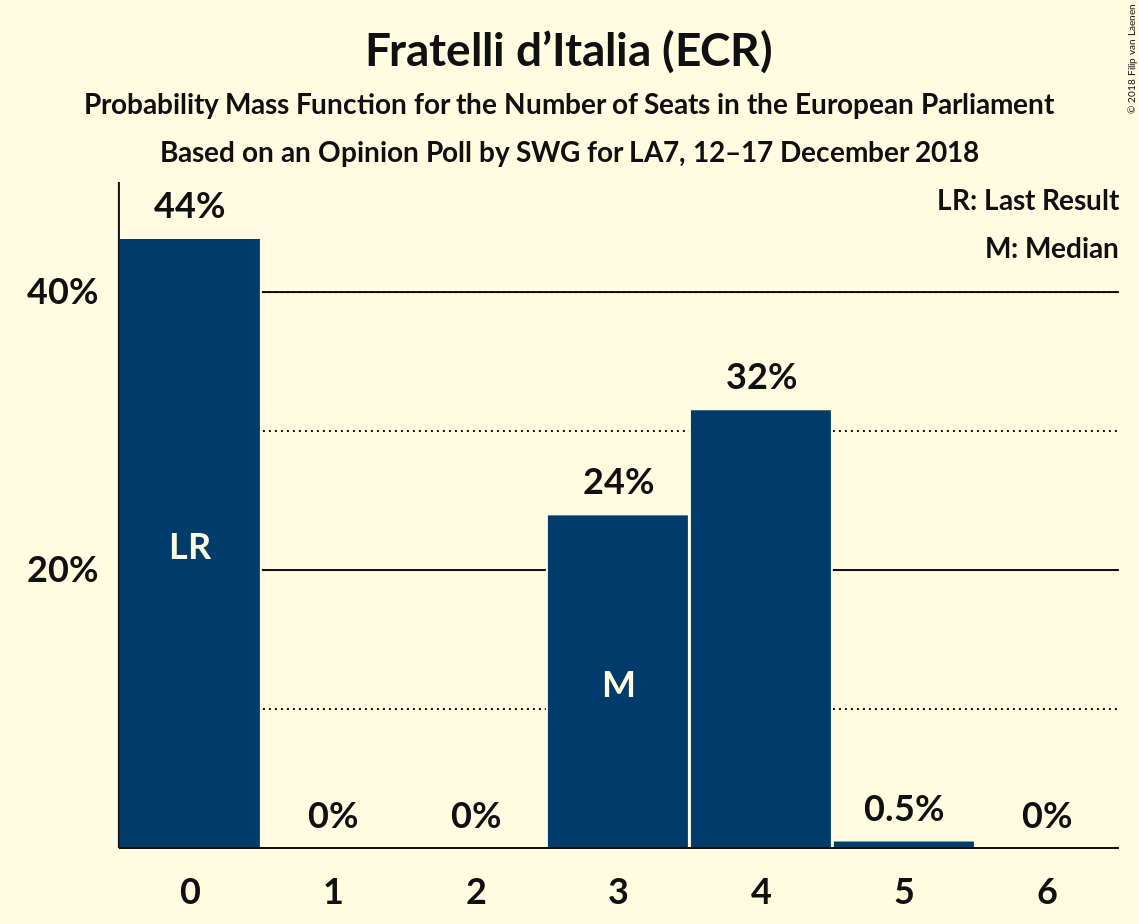 © 2018 Filip van Laenen
Fratelli d’Italia (ECR)
Probability Mass Function for the Number of Seats in the European Parliament
Based on an Opinion Poll by SWG for LA7, 12–17 December 2018
LR: Last Result
M: Median
40%
20%
44%
0%
0%
24%
32%
0.5%
0%
LR
M
0 1 2 3 4 5 6